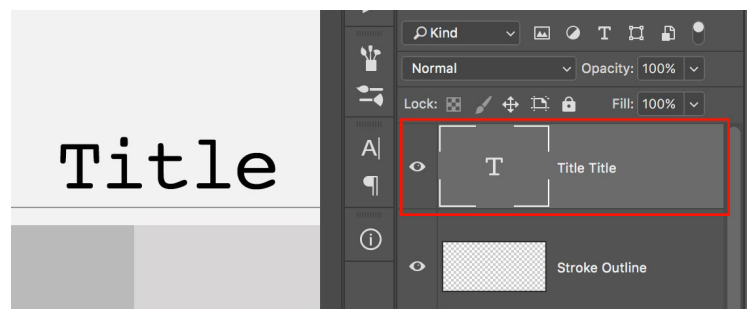 Title
Kind
Normal
Opacity: 100%
Lock:
Fill: 100%
A|
¶
T
Title Title
Stroke Outline